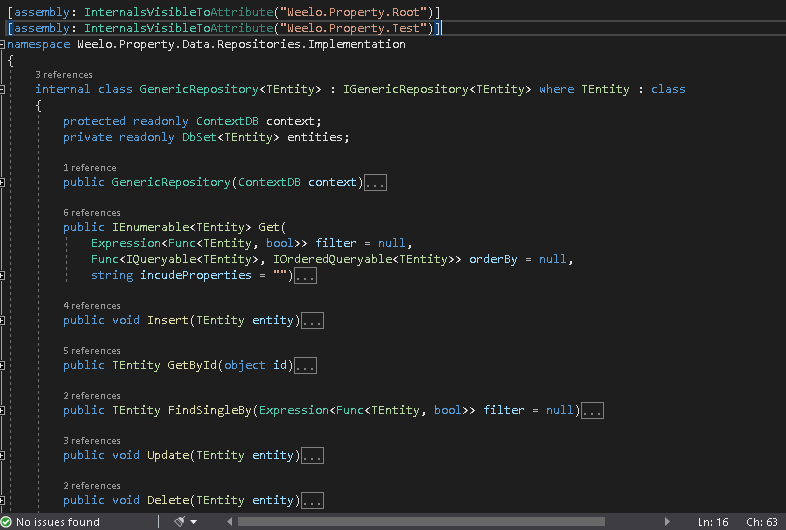 [assembly: InternalsVisibleToAttribute("Weelo.Property.Root")]
[assembly: InternalsVisibleToAttribute("Weelo.Property.Test")]
namespace Weelo.Property.Data.Repositories.Implementation
{
3 references
internal class GenericRepository<TEntity> : IGenericRepository<TEntity> where TEntity : class
{
protected readonly ContextDB context;
private readonly DbSet<TEntity> entities;
1 reference
public GenericRepository(ContextDB context)...
6 references
public IEnumerable<TEntity> Get(
Expression<Func<TEntity, bool>> filter = null,
Func<IQueryable<TEntity>, IOrderedQueryable<TEntity>> orderBy = null,
string incudeProperties = "")...
4 references
public void Insert(TEntity entity)...
5 references
public TEntity GetById(object id)...
2 references
public TEntity FindSingleBy(Expression<Func<TEntity, bool>> filter = null)...
3 references
public void Update(TEntity entity)...
2 references
public void Delete(TEntity entity)...
No issues found Ln: 16 Ch: 63